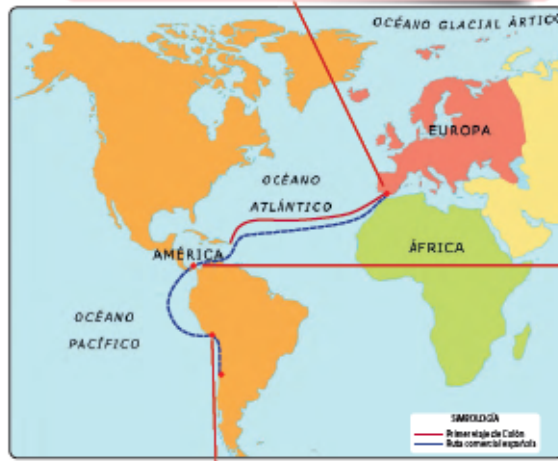 OCÉANO GLACIAL ÁRTICO
EUROPA
OCÉANO
ATLÁNTICO
AMÉRICA
ÁFRICA
OCÉANO
PACÍFICO
SIMBOLOGÍA
Primer viaje de Colón
Ruta comercial española